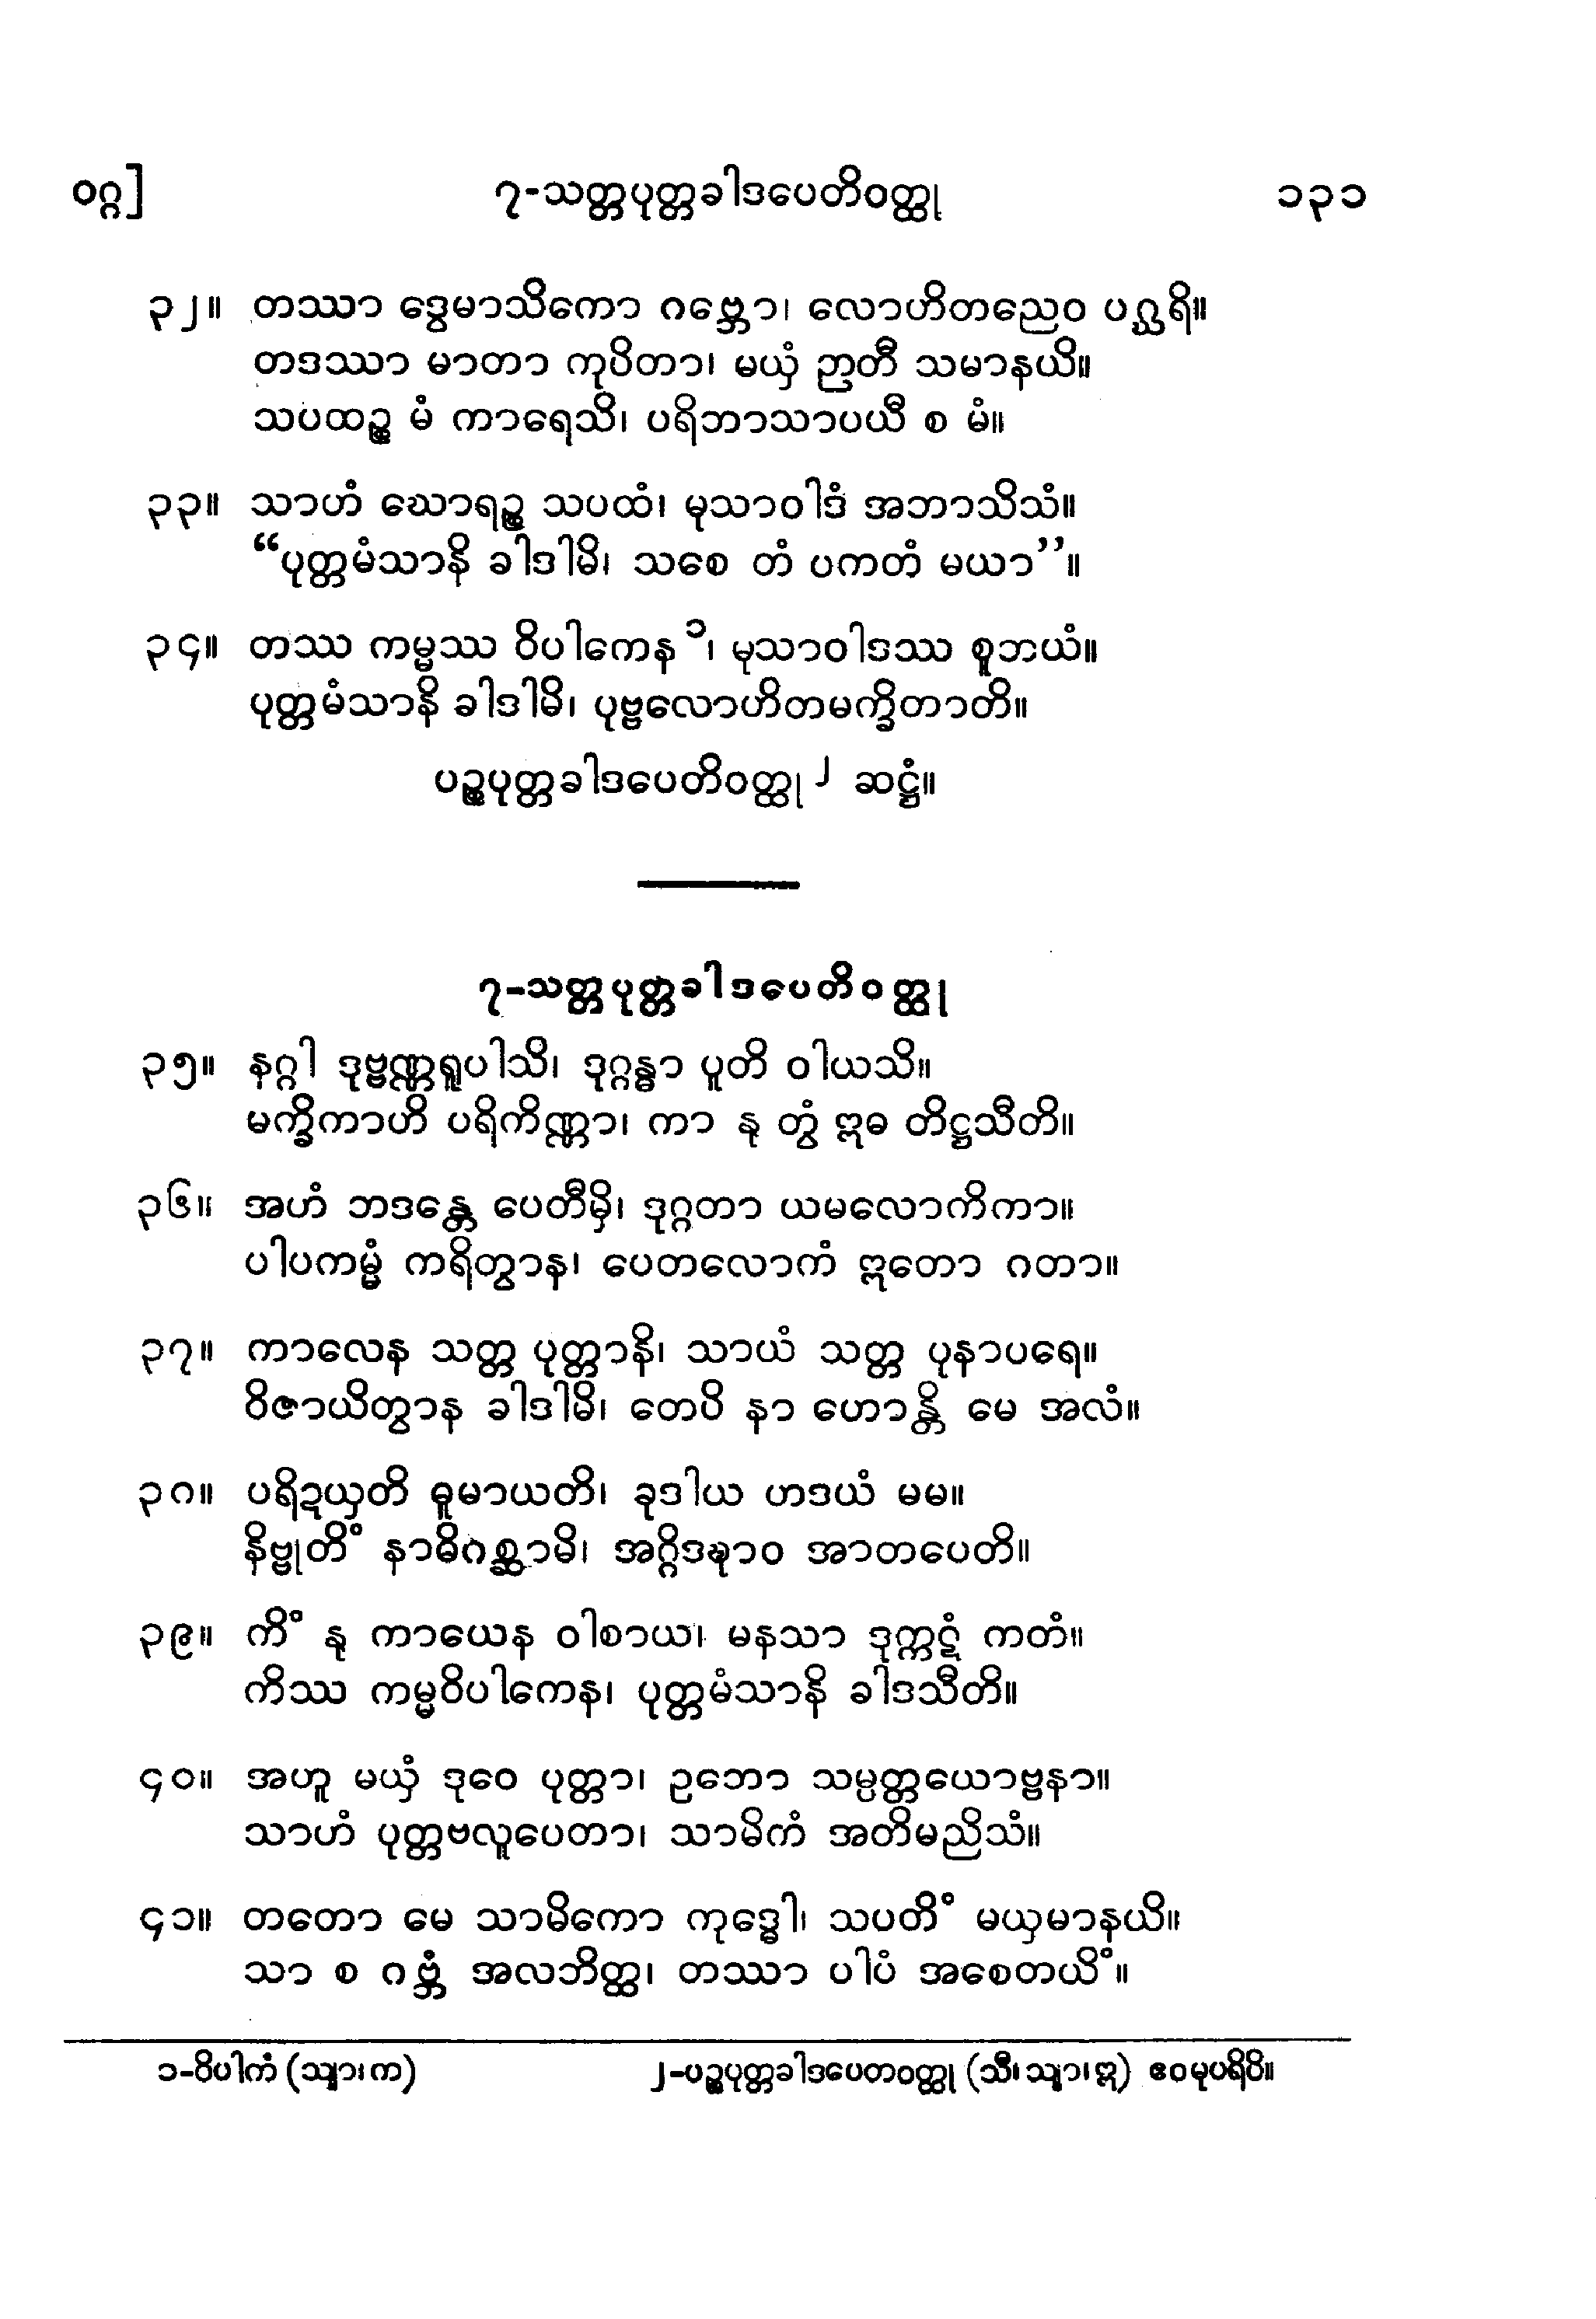 ဝဂ္ဂ] ၇-သတ္တပုတ္တခါဒပေတိဝတ္ထု ၁၃၁
၃၂။ တဿာ ဒွေမာသိကော ဂဗ္ဘော၊ လောဟိတညေဝ ပဂ္ဃရိ။
တဒဿာ မာတာ ကုပိတာ၊ မယှံ ဉာတီ သမာနယိ။
သပထဉ္စ မံ ကာရေသိ၊ ပရိဘာသာပယီ စ မံ။
၃၃။ သာဟံ ဃောရဉ္စ သပထံ၊ မုသာဝါဒံ အဘာသိသံ။
“ပုတ္တမံသာနိ ခါဒါမိ၊ သစေ တံ ပကတံ မယာ”။
၃၄။ တဿ ကမ္မဿ ဝိပါကေန ၁၊ မုသာဝါဒဿ စူဘယံ။
ပုတ္တမံသာနိ ခါဒါမိ၊ ပုဗ္ဗလောဟိတမက္ခိတာတိ။
ပဉ္စပုတ္တခါဒပေတိဝတ္ထု ၂ ဆဋ္ဌံ။
၇-သတ္တပုတ္တခါဒပေတိဝတ္ထု
၃၅။ နဂ္ဂါ ဒုဗ္ဗဏ္ဏရူပါသိ၊ ဒုဂ္ဂန္ဓာ ပူတိ ဝါယသိ။
မက္ခိကာဟိ ပရိကိဏ္ဏာ၊ ကာ နု တွံ ဣဓ တိဋ္ဌသီတိ။
၃၆။ အဟံ ဘဒန္တေ ပေတီမှိ၊ ဒုဂ္ဂတာ ယမလောကိကာ။
ပါပကမ္မံ ကရိတွာန၊ ပေတလောကံ ဣတော ဂတာ။
၃၇။ ကာလေန သတ္တ ပုတ္တာနိ၊ သာယံ သတ္တ ပုနာပရေ။
ဝိဇာယိတွာန ခါဒါမိ၊ တေပိ နာ ဟောန္တိ မေ အလံ။
၃၈။ ပရိဍယှတိ ဓူမာယတိ၊ ခုဒါယ ဟဒယံ မမ။
နိဗ္ဗုတိံ နာဓိဂစ္ဆာမိ၊ အဂ္ဂိဒဍ္ဎာဝ အာတပေတိ။
၃၉။ ကိံ နု ကာယေန ဝါစာယ၊ မနသာ ဒုက္ကဋံ ကတံ။
ကိဿ ကမ္မဝိပါကေန၊ ပုတ္တမံသာနိ ခါဒသီတိ။
၄၀။ အဟူ မယှံ ဒုဝေ ပုတ္တာ၊ ဥဘော သမ္ပတ္တယောဗ္ဗနာ။
သာဟံ ပုတ္တဗလူပေတာ၊ သာမိကံ အတိမညိသံ။
၄၁။ တတော မေ သာမိကော ကုဒ္ဓေါ၊ သပတိံ မယှမာနယိ။
သာ စ ဂဗ္ဘံ အလဘိတ္ထ၊ တဿာ ပါပံ အစေတယိံ။
၁-ဝိပါကံ (သျာ၊ က) ၂-ပဉ္စပုတ္တခါဒပေတဝတ္ထု (သီ၊ သျာ၊ ဣ) ဧဝမုပရိပိ။